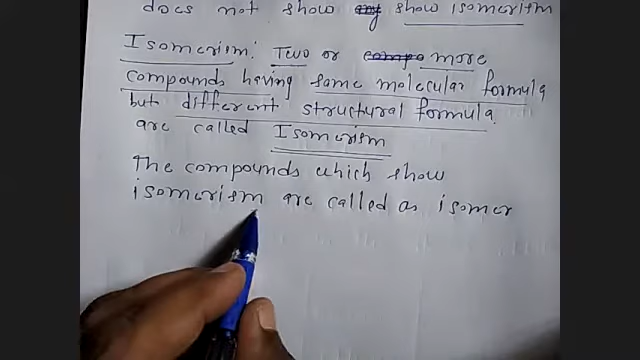 does not show show isomerism
Isomerism: Two or more
compounds having same molecular formula
but different structural formula.
are called Isomerism
The compounds which show
isomerism are called as isomer